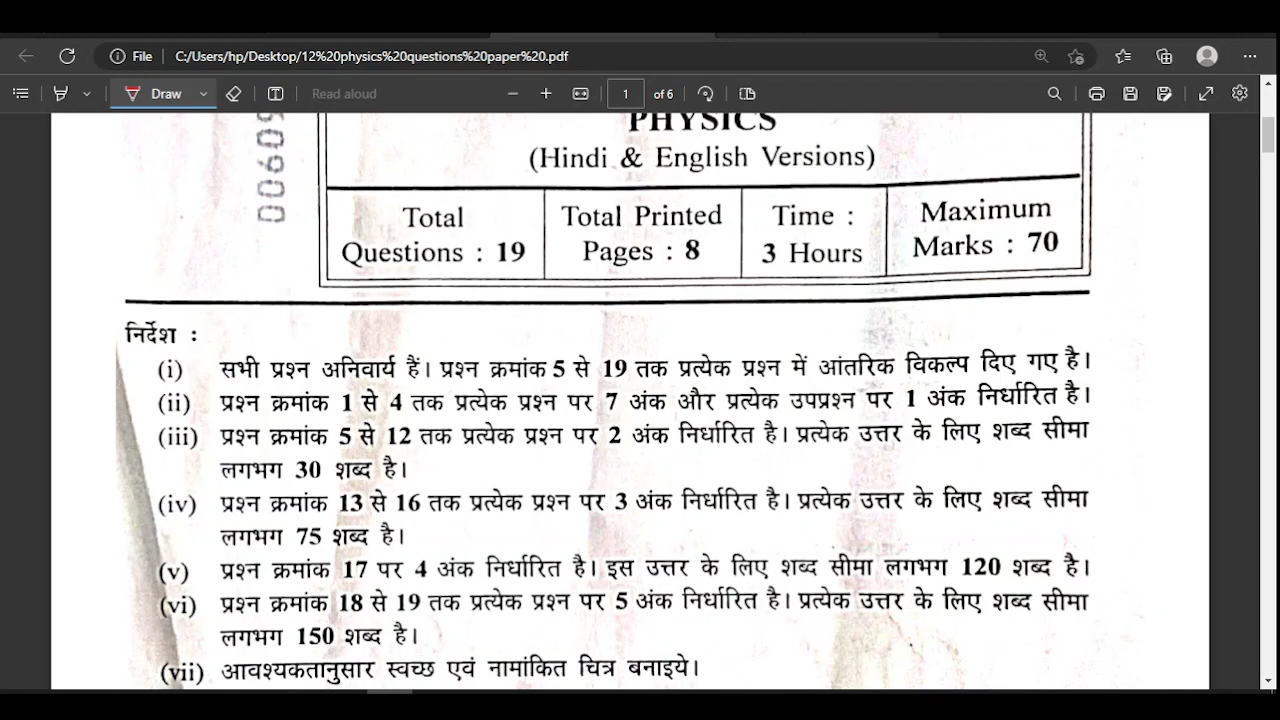 File C:/Users/hp/Desktop/12%20physics%20questions%20paper%20.pdf
Draw Read aloud 1 of 6
PHYSICS
(Hindi & English Versions)
Total Questions : 19
Total Printed Pages : 8
Time : 3 Hours
Maximum Marks : 70
निर्देश :
(i) सभी प्रश्न अनिवार्य हैं। प्रश्न क्रमांक 5 से 19 तक प्रत्येक प्रश्न में आंतरिक विकल्प दिए गए है।
(ii) प्रश्न क्रमांक 1 से 4 तक प्रत्येक प्रश्न पर 7 अंक और प्रत्येक उपप्रश्न पर 1 अंक निर्धारित है।
(iii) प्रश्न क्रमांक 5 से 12 तक प्रत्येक प्रश्न पर 2 अंक निर्धारित है। प्रत्येक उत्तर के लिए शब्द सीमा
लगभग 30 शब्द है।
(iv) प्रश्न क्रमांक 13 से 16 तक प्रत्येक प्रश्न पर 3 अंक निर्धारित है। प्रत्येक उत्तर के लिए शब्द सीमा
लगभग 75 शब्द है।
(v) प्रश्न क्रमांक 17 पर 4 अंक निर्धारित है। इस उत्तर के लिए शब्द सीमा लगभग 120 शब्द है।
(vi) प्रश्न क्रमांक 18 से 19 तक प्रत्येक प्रश्न पर 5 अंक निर्धारित है। प्रत्येक उत्तर के लिए शब्द सीमा
लगभग 150 शब्द है।
(vii) आवश्यकतानुसार स्वच्छ एवं नामांकित चित्र बनाइये।